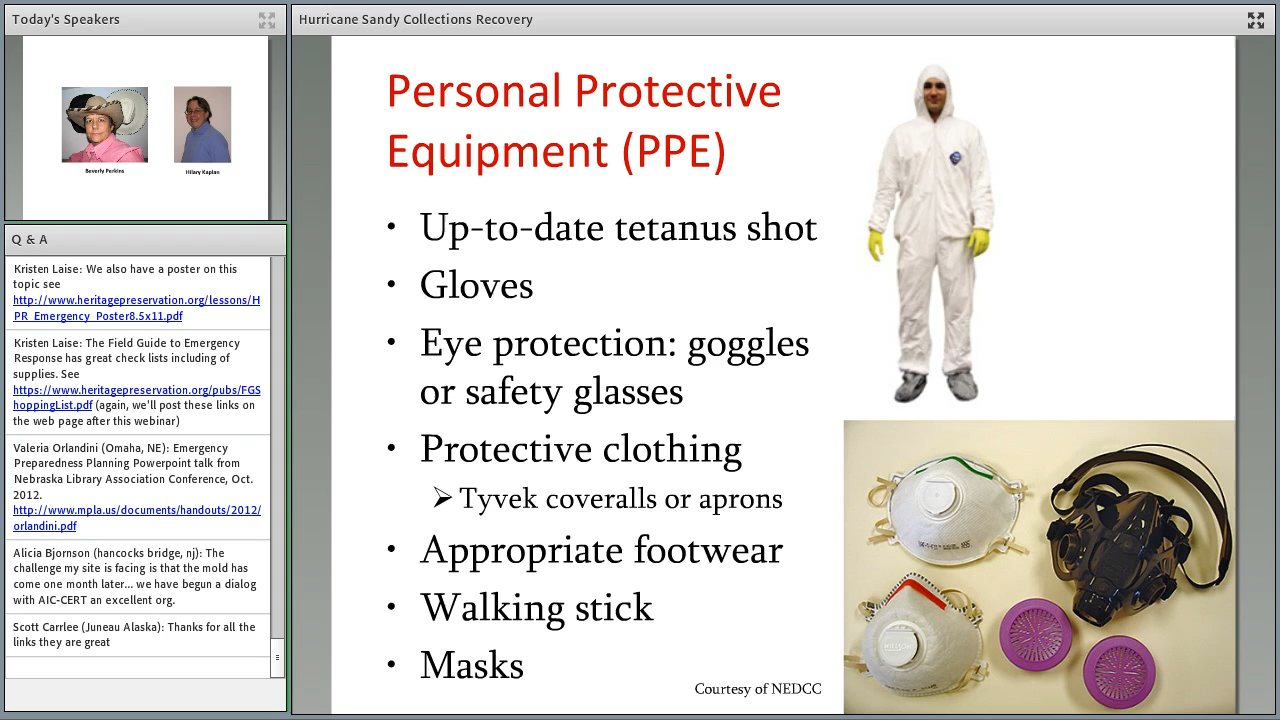 Today's Speakers
Beverly Perkins
Hilary Kaplan
Q & A
Kristen Laise: We also have a poster on this
topic see
http://www.heritagepreservation.org/lessons/H
PR_Emergency_Poster8.5x11.pdf
Kristen Laise: The Field Guide to Emergency
Response has great check lists including of
supplies. See
https://www.heritagepreservation.org/pubs/FGS
hoppingList.pdf (again, we'll post these links on
the web page after this webinar)
Valeria Orlandini (Omaha, NE): Emergency
Preparedness Planning Powerpoint talk from
Nebraska Library Association Conference, Oct.
2012.
http://www.mpla.us/documents/handouts/2012/
orlandini.pdf
Alicia Bjornson (hancocks bridge, nj): The
challenge my site is facing is that the mold has
come one month later... we have begun a dialog
with AIC-CERT an excellent org.
Scott Carrlee (Juneau Alaska): Thanks for all the
links they are great
Hurricane Sandy Collections Recovery
Personal Protective
Equipment (PPE)
• Up-to-date tetanus shot
• Gloves
• Eye protection: goggles
or safety glasses
• Protective clothing
➢ Tyvek coveralls or aprons
• Appropriate footwear
• Walking stick
• Masks
Courtesy of NEDCC